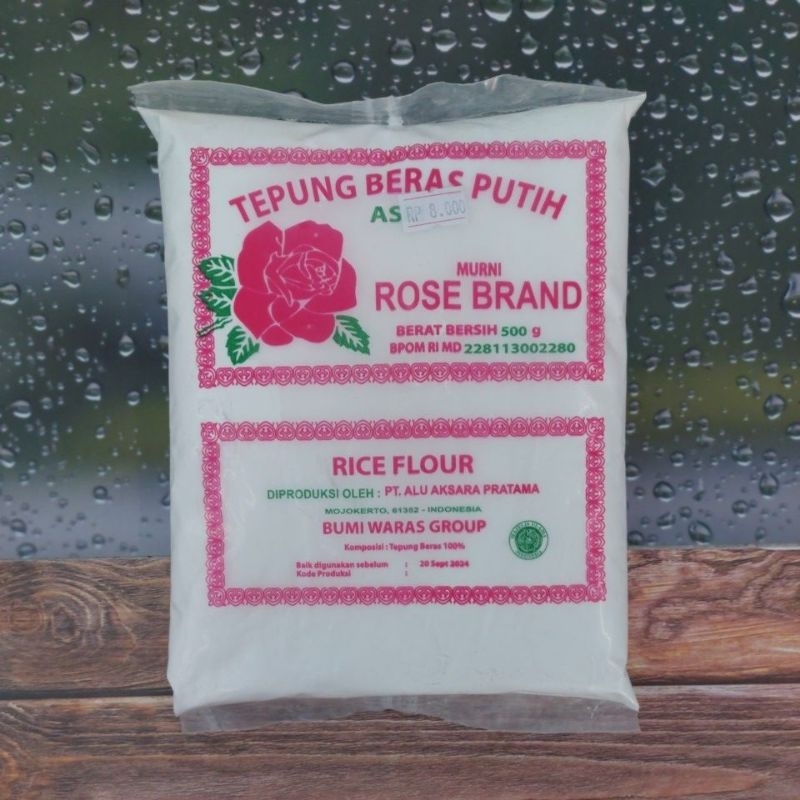 TEPUNG BERAS PUTIH
RP 8.000
MURNI
ROSE BRAND
BERAT BERSIH 500 g
BPOM RI MD 228113002280
RICE FLOUR
DIPRODUKSI OLEH : PT. ALU AKSARA PRATAMA
MOJOKERTO, 61382 - INDONESIA
BUMI WARAS GROUP
Komposisi : Tepung Beras 100%
Baik digunakan sebelum : 20 Sept 2024
Kode Produksi :